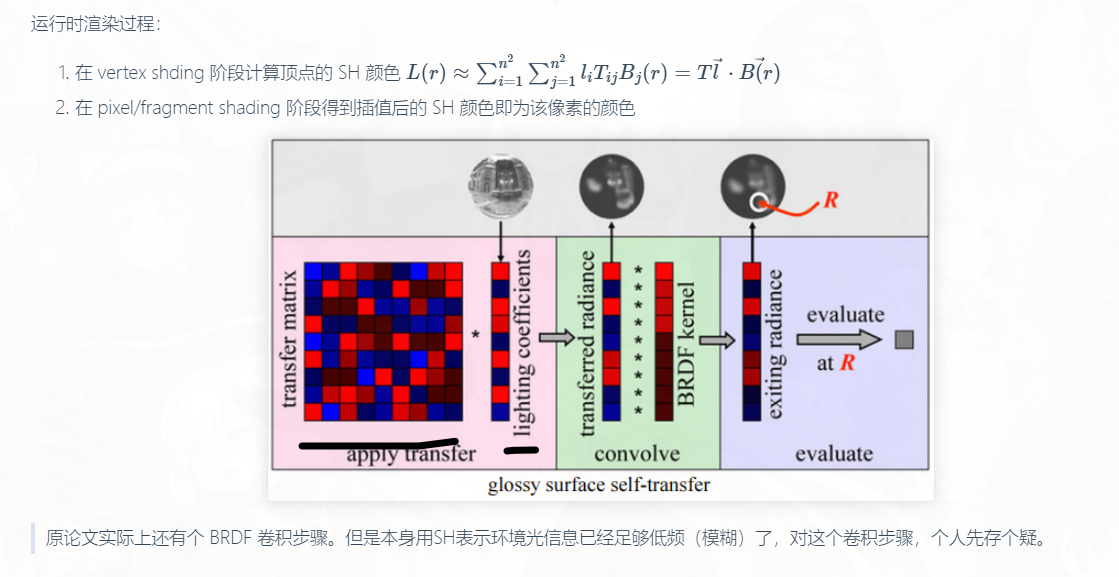 运行时渲染过程：
1. 在 vertex shding 阶段计算顶点的 SH 颜色 $L(r) \approx \sum_{i=1}^{n^2} \sum_{j=1}^{n^2} l_i T_{ij} B_j(r) = T\vec{l} \cdot \vec{B(r)}$
2. 在 pixel/fragment shading 阶段得到插值后的 SH 颜色即为该像素的颜色
R
transfer matrix
*
lighting coefficients
transferred radiance
*
*
*
*
*
*
*
*
*
BRDF kernel
exiting radiance
evaluate
at R
apply transfer
convolve
evaluate
glossy surface self-transfer
原论文实际上还有个 BRDF 卷积步骤。但是本身用SH表示环境光信息已经足够低频（模糊）了，对这个卷积步骤，个人先存个疑。